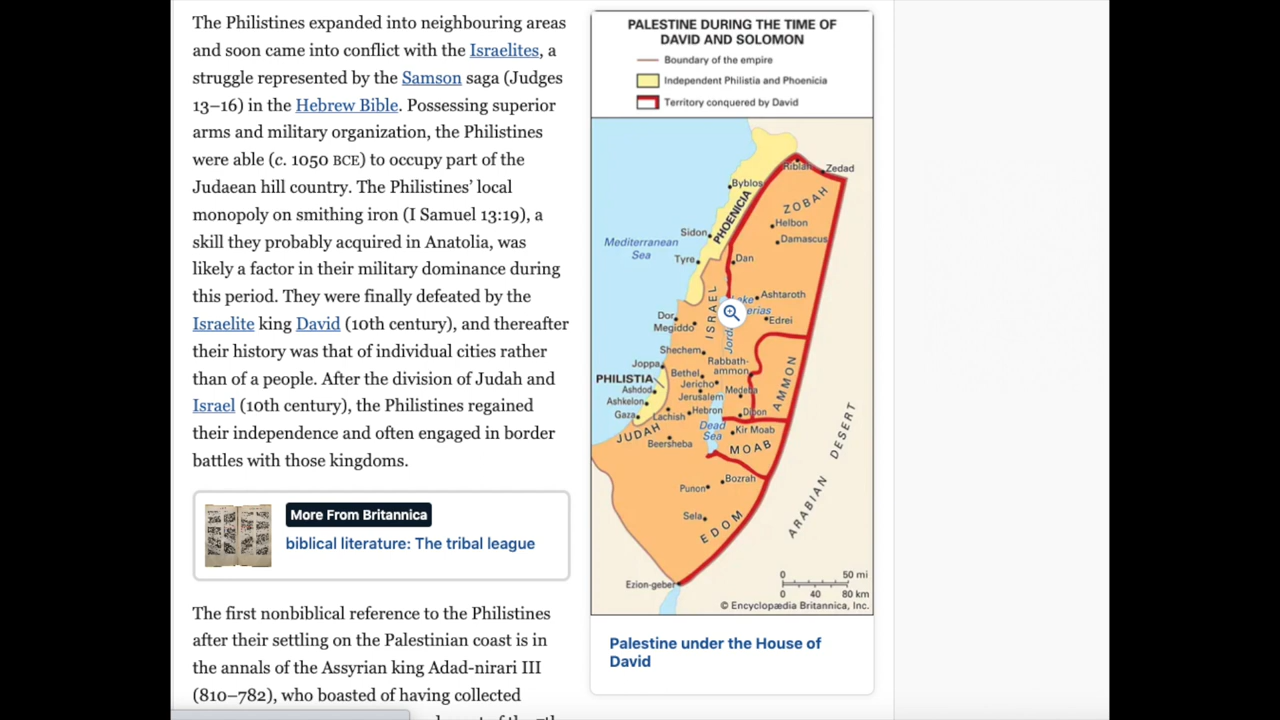 The Philistines expanded into neighbouring areas
and soon came into conflict with the Israelites, a
struggle represented by the Samson saga (Judges
13–16) in the Hebrew Bible. Possessing superior
arms and military organization, the Philistines
were able (c. 1050 BCE) to occupy part of the
Judaean hill country. The Philistines’ local
monopoly on smithing iron (I Samuel 13:19), a
skill they probably acquired in Anatolia, was
likely a factor in their military dominance during
this period. They were finally defeated by the
Israelite king David (10th century), and thereafter
their history was that of individual cities rather
than of a people. After the division of Judah and
Israel (10th century), the Philistines regained
their independence and often engaged in border
battles with those kingdoms.
More From Britannica
biblical literature: The tribal league
The first nonbiblical reference to the Philistines
after their settling on the Palestinian coast is in
the annals of the Assyrian king Adad-nirari III
(810–782), who boasted of having collected
PALESTINE DURING THE TIME OF
DAVID AND SOLOMON
Boundary of the empire
Independent Philistia and Phoenicia
Territory conquered by David
Riblah
Zedad
Byblos
ZOBAH
PHOENICIA
Helbon
Sidon
Damascus
Mediterranean
Sea
Tyre
Dan
Ashtaroth
ISRAEL
Dor
Edrei
Megiddo
Shechem
Joppa
Rabbath-
ammon
Bethel
PHILISTIA
Jericho
AMMON
Ashdod
Medeba
Jerusalem
Ashkelon
Gaza
Lachish
Hebron
Dibon
JUDAH
Dead
Sea
Kir Moab
Beersheba
MOAB
ARABIAN DESERT
Bozrah
Punon
Sela
EDOM
Ezion-geber
0 50 mi
0 40 80 km
© Encyclopædia Britannica, Inc.
Palestine under the House of
David